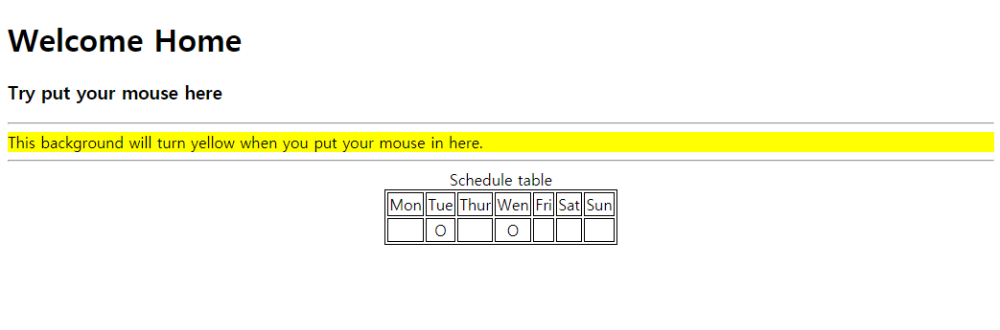 Welcome Home
Try put your mouse here
This background will turn yellow when you put your mouse in here.
Schedule table
Mon Tue Thur Wen Fri Sat Sun
O O